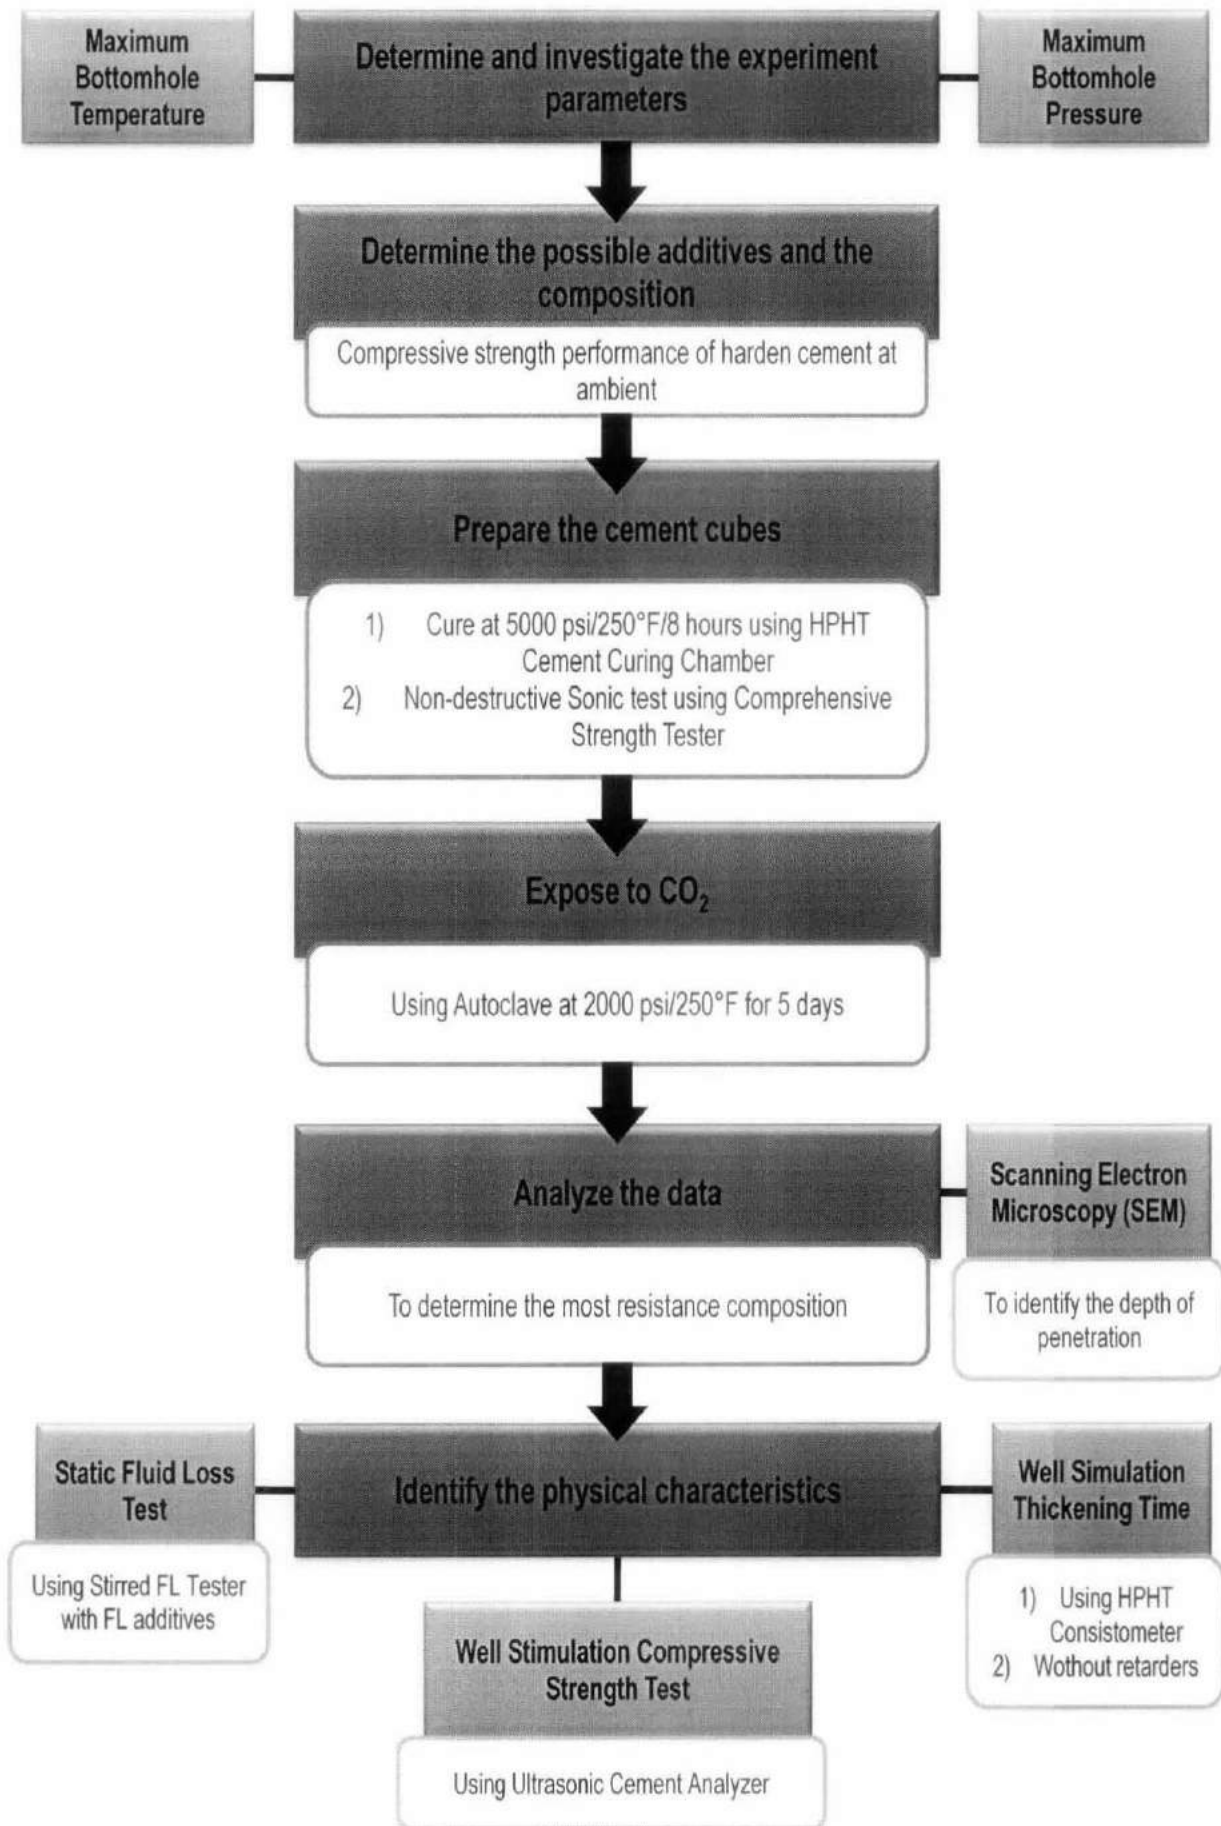 Maximum
Bottomhole
Temperature
Determine and investigate the experiment
parameters
Maximum
Bottomhole
Pressure
Determine the possible additives and the
composition
Compressive strength performance of harden cement at
ambient
Prepare the cement cubes
1) Cure at 5000 psi/250°F/8 hours using HPHT
Cement Curing Chamber
2) Non-destructive Sonic test using Comprehensive
Strength Tester
Expose to CO₂
Using Autoclave at 2000 psi/250°F for 5 days
Analyze the data
To determine the most resistance composition
Scanning Electron
Microscopy (SEM)
To identify the depth of
penetration
Static Fluid Loss
Test
Using Stirred FL Tester
with FL additives
Identify the physical characteristics
Well Simulation
Thickening Time
1) Using HPHT
Consistometer
2) Wothout retarders
Well Stimulation Compressive
Strength Test
Using Ultrasonic Cement Analyzer